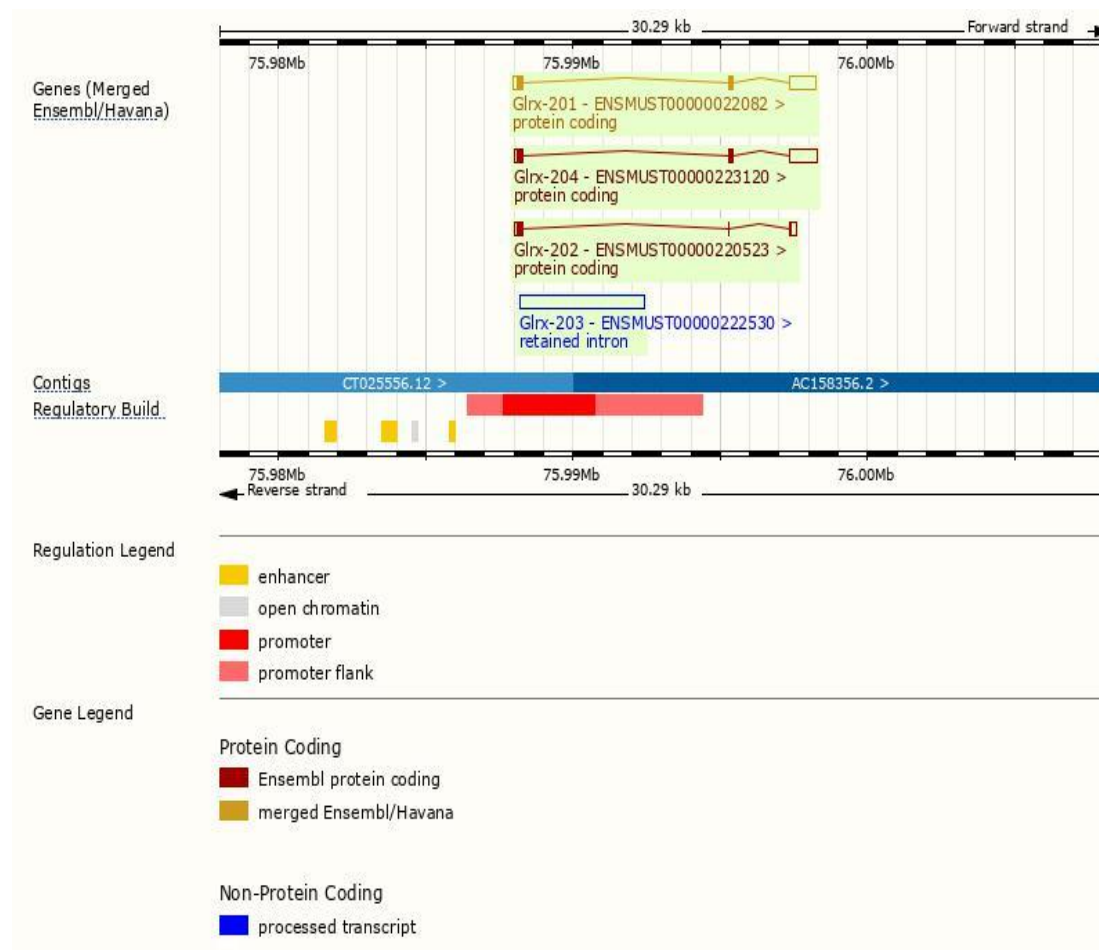 30.29 kb Forward strand
75.98Mb 75.99Mb 76.00Mb
Genes (Merged
Ensembl/Havana)
Glrx-201 - ENSMUST00000022082 >
protein coding
Glrx-204 - ENSMUST00000223120 >
protein coding
Glrx-202 - ENSMUST00000220523 >
protein coding
Glrx-203 - ENSMUST00000222530 >
retained intron
Contigs CT025556.12 > AC158356.2 >
Regulatory Build
75.98Mb 75.99Mb 76.00Mb
Reverse strand 30.29 kb
Regulation Legend
enhancer
open chromatin
promoter
promoter flank
Gene Legend
Protein Coding
Ensembl protein coding
merged Ensembl/Havana
Non-Protein Coding
processed transcript